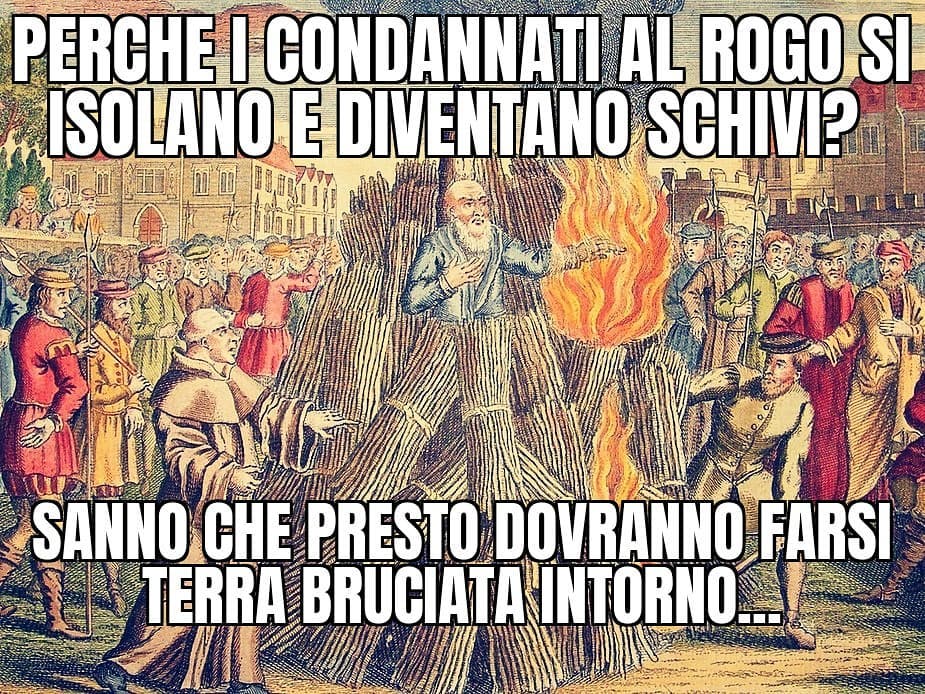 PERCHE I CONDANNATI AL ROGO SI
ISOLANO E DIVENTANO SCHIVI?
SANNO CHE PRESTO DOVRANNO FARSI
TERRA BRUCIATA INTORNO...